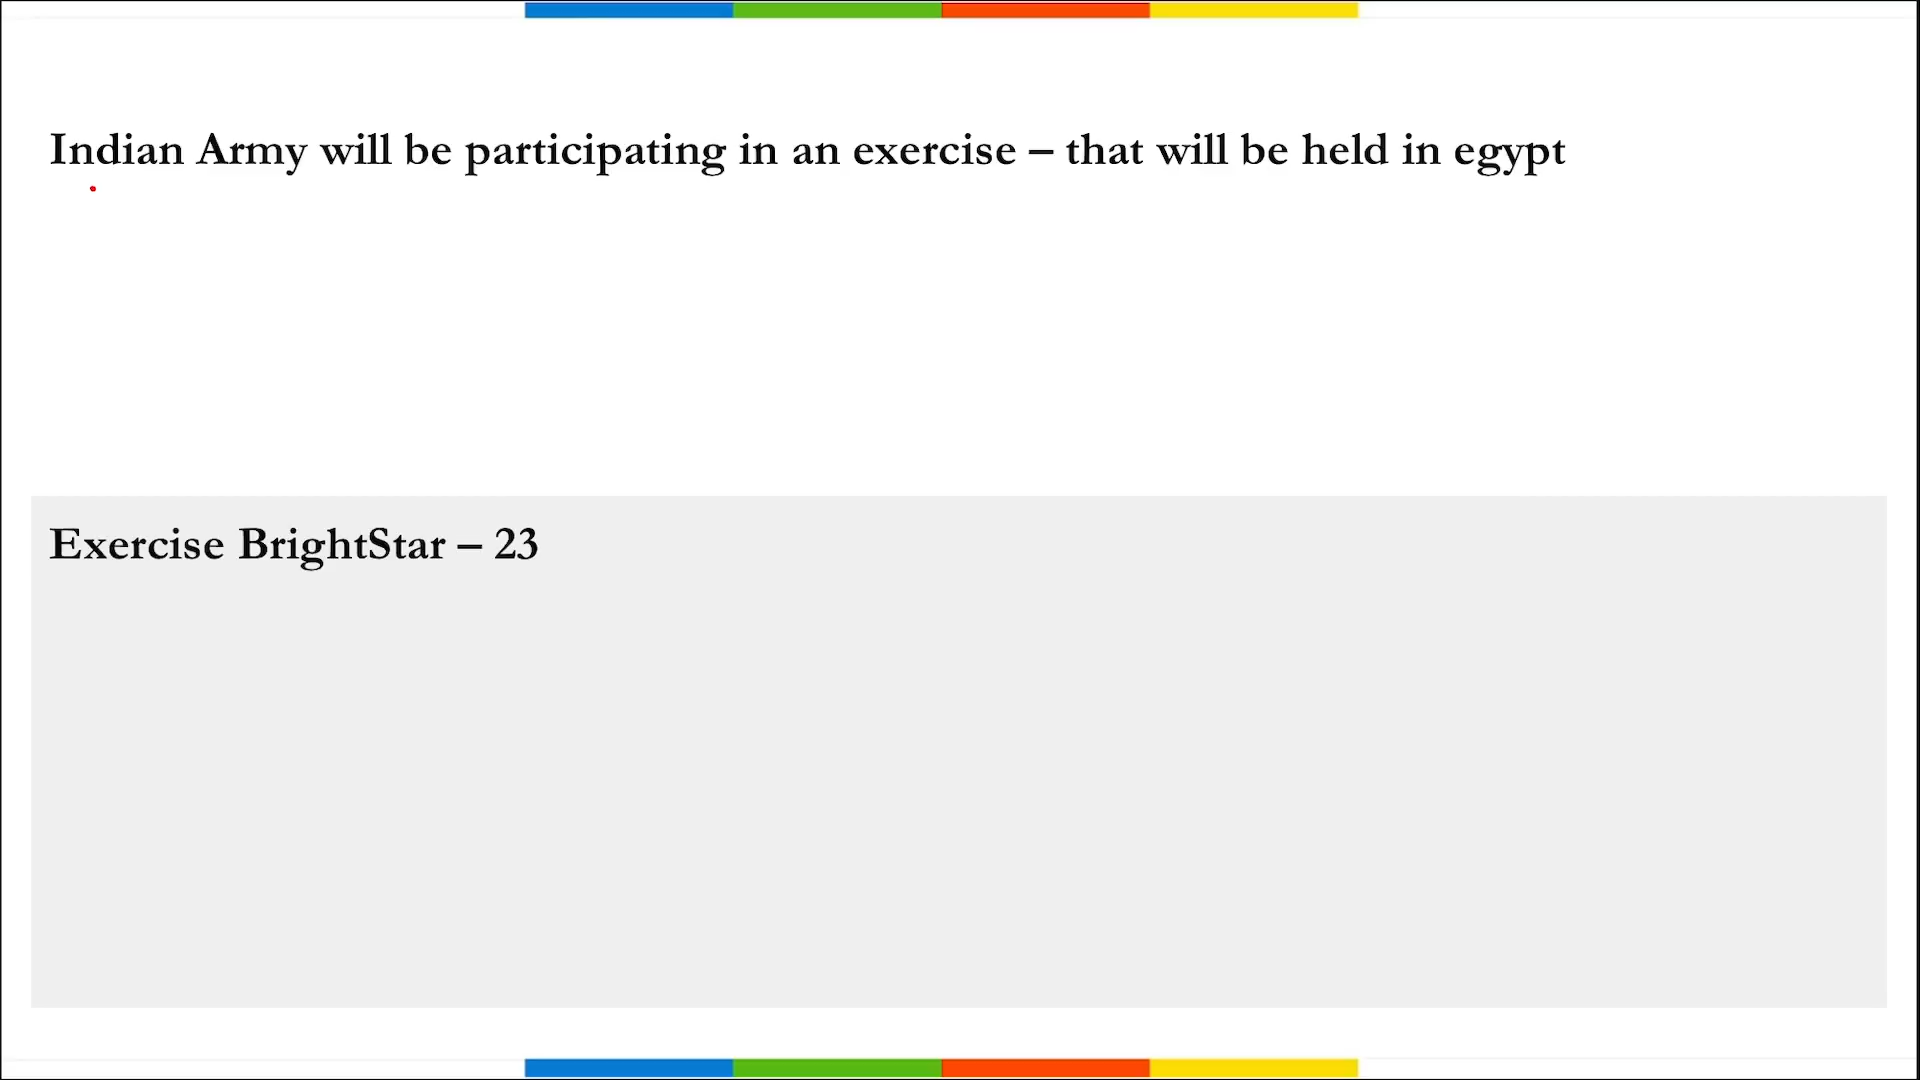 Indian Army will be participating in an exercise – that will be held in egypt
Exercise BrightStar – 23